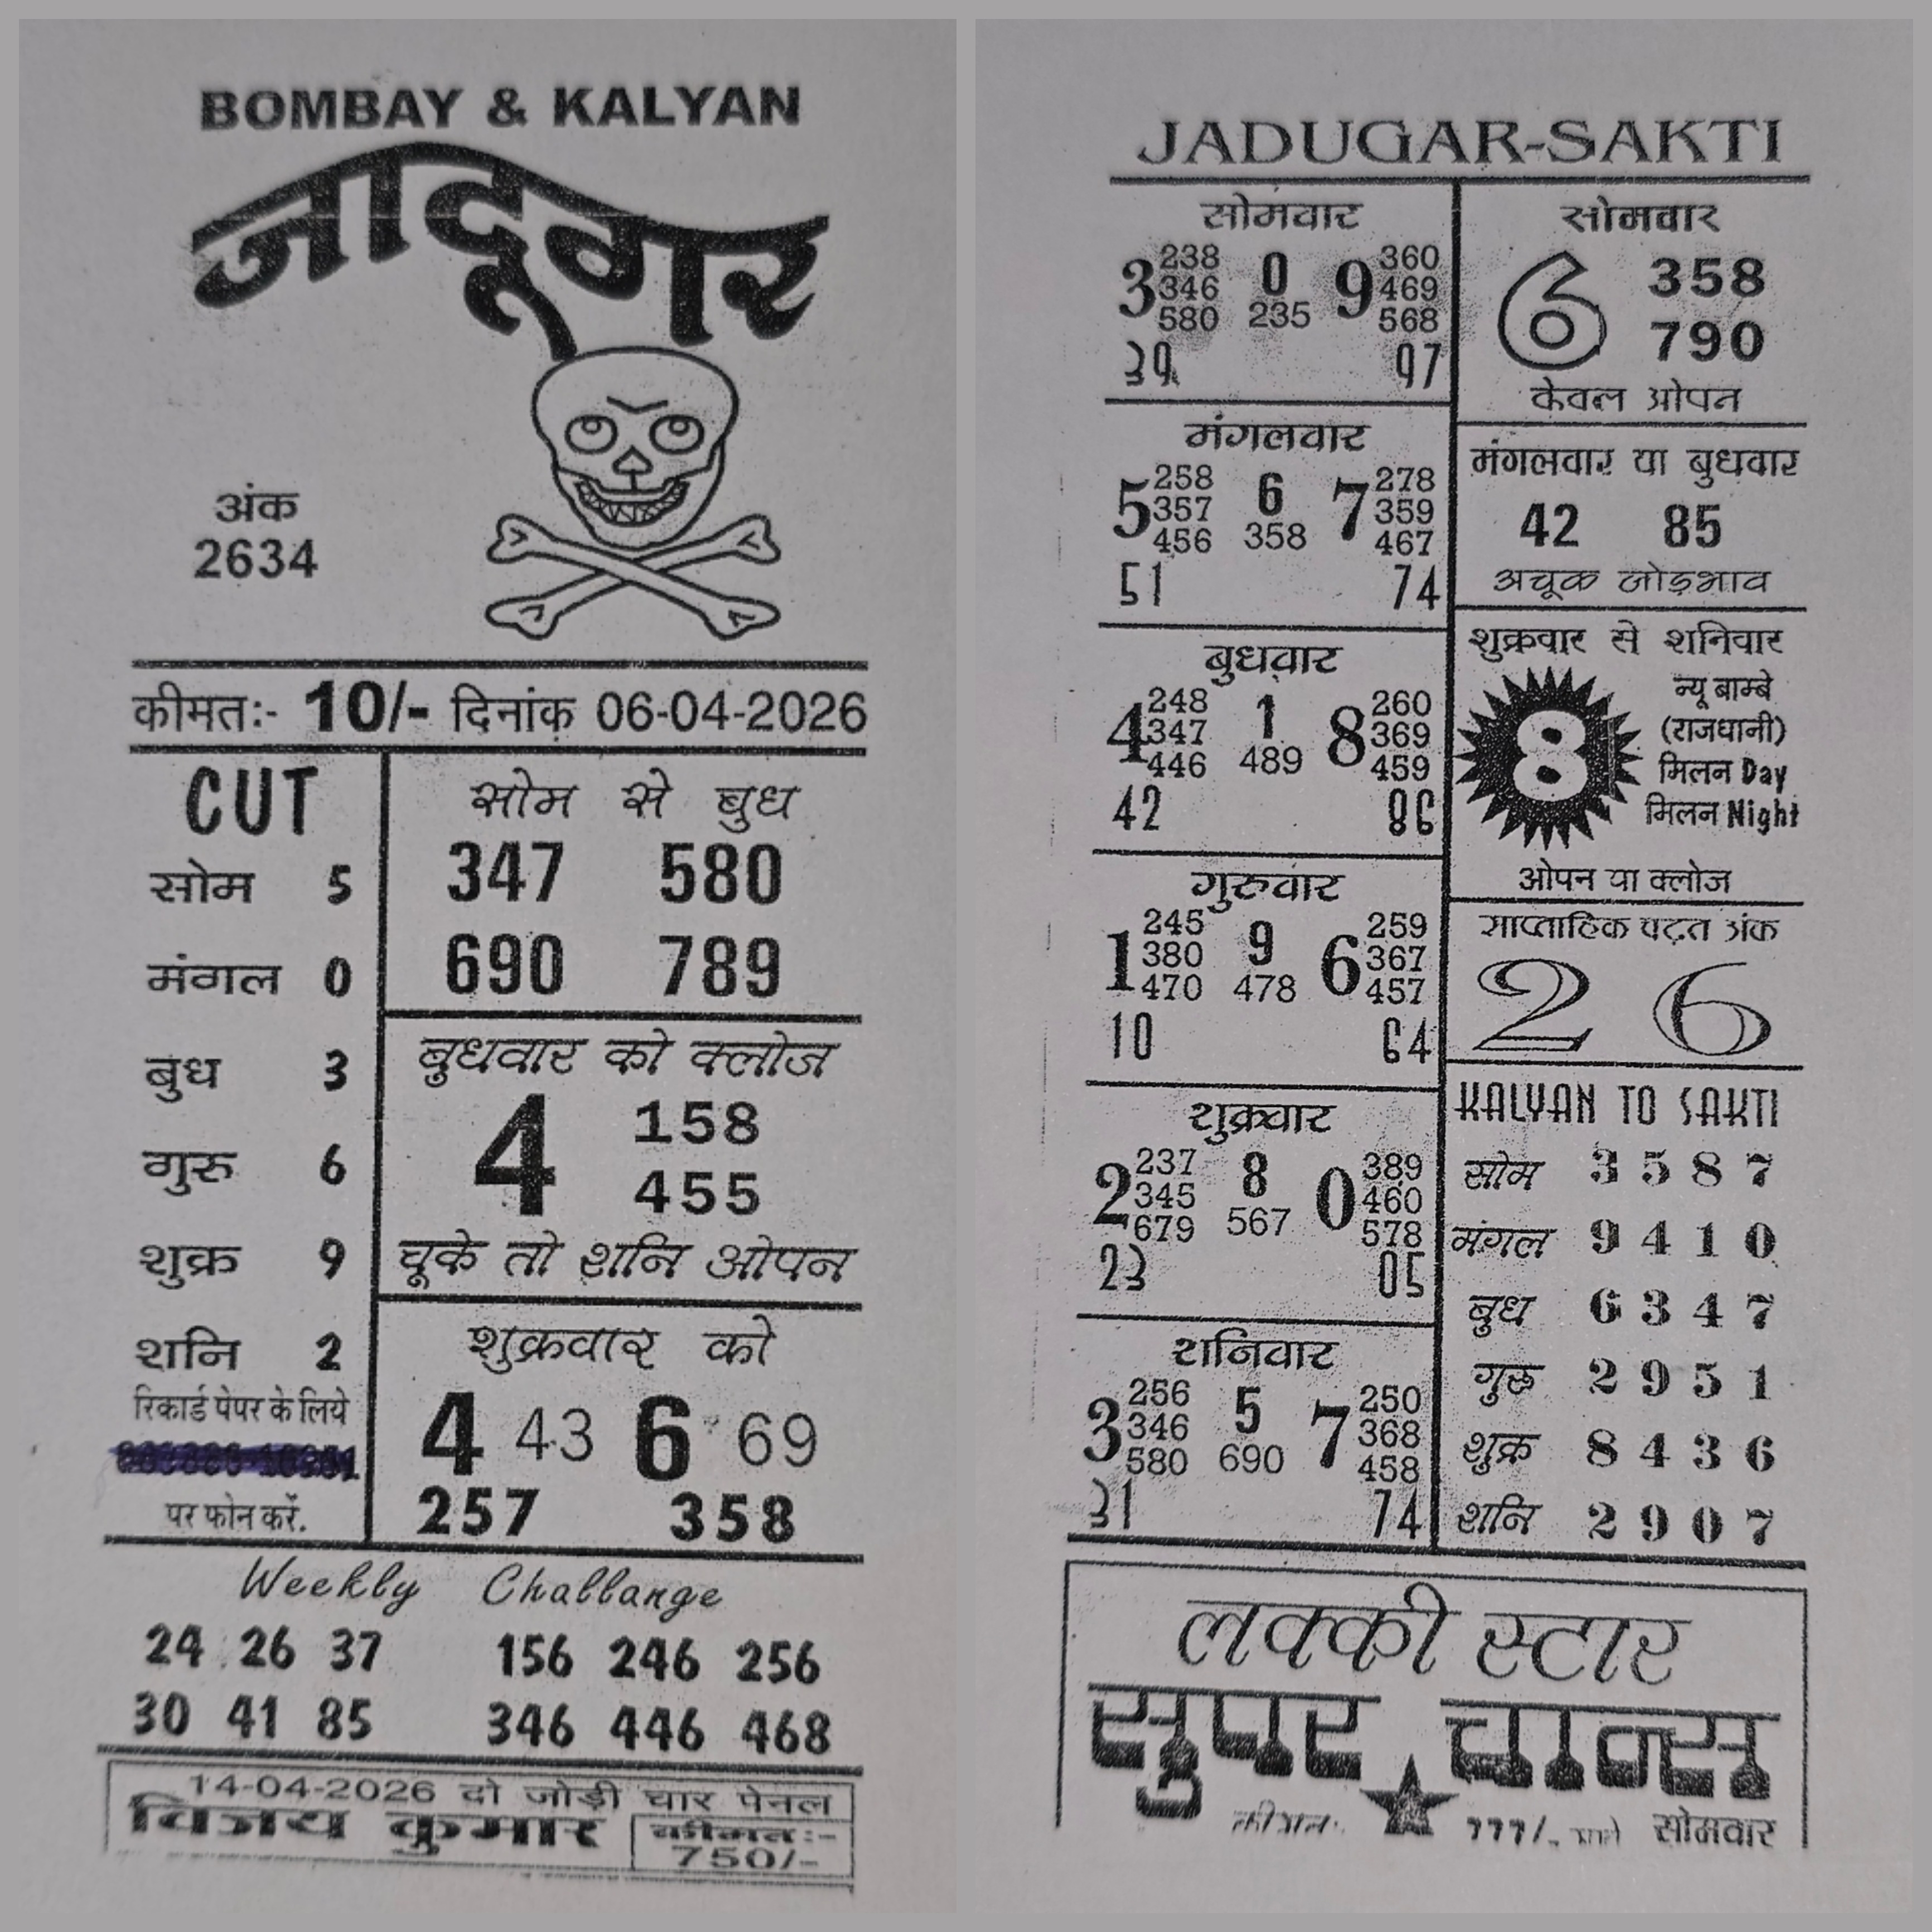 BOMBAY & KALYAN
जादूगर
अंक
2634
कीमतः- 10/- दिनांक 06-04-2026
CUT
सोम 5
मंगल 0
बुध 3
गुरु 6
शुक्र 9
शनि 2
रिकार्ड पेपर के लिये
पर फोन करें.
सोम से बुध
347 580
690 789
बुधवार को क्लोज
4 158
455
चूके तो शनि ओपन
शुक्रवार को
4 43 6 69
257 358
Weekly Challange
24 26 37 156 246 256
30 41 85 346 446 468
14-04-2026 दो जोड़ी चार पेनल
विजय कुमार
कीमत:-
750/-
JADUGAR-SAKTI
सोमवार
3 238 0 9 360
346 469
580 235 568
39 97
मंगलवार
5 258 6 7 278
357 359
456 358 467
51 74
बुधवार
4 248 1 8 260
347 369
446 489 459
42 86
गुरुवार
1 245 9 6 259
380 367
470 478 457
10 64
शुक्रवार
2 237 8 0 389
345 460
679 567 578
23 05
शनिवार
3 256 5 7 250
346 368
580 690 458
31 74
सोमवार
6 358
790
केवल ओपन
मंगलवार या बुधवार
42 85
अचूक जोड़भाव
शुक्रवार से शनिवार
8
न्यू बाम्बे
(राजधानी)
मिलन Day
मिलन Night
ओपन या क्लोज
साप्ताहिक पढ़त अंक
2 6
KALYAN TO SAKTI
सोम 3 5 8 7
मंगल 9 4 1 0
बुध 6 3 4 7
गुरू 2 9 5 1
शुक्र 8 4 3 6
शनि 2 9 0 7
लक्की स्टार
सुपर चान्स
कीमतः 777/- सोमवार